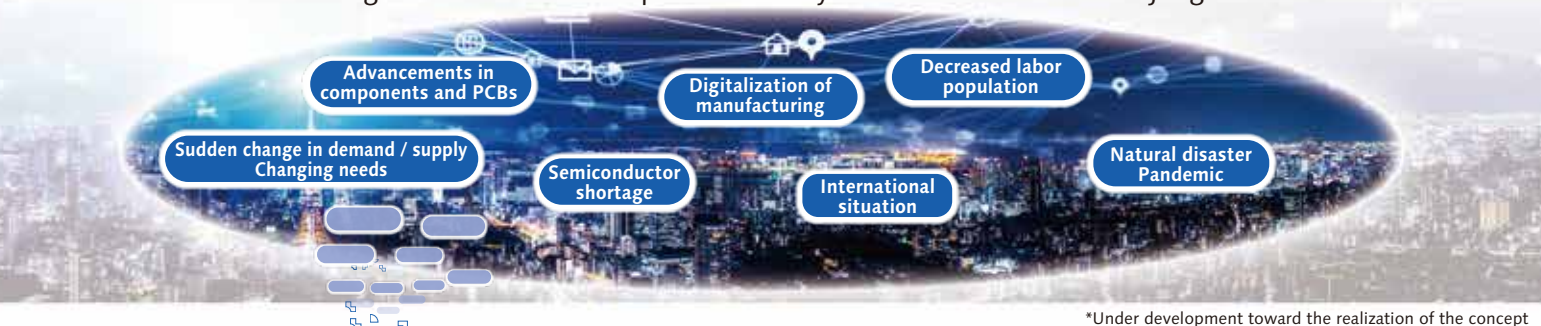 Advancements in
components and PCBs
Digitalization of
manufacturing
Decreased labor
population
Sudden change in demand / supply
Changing needs
Semiconductor
shortage
International
situation
Natural disaster
Pandemic
*Under development toward the realization of the concept